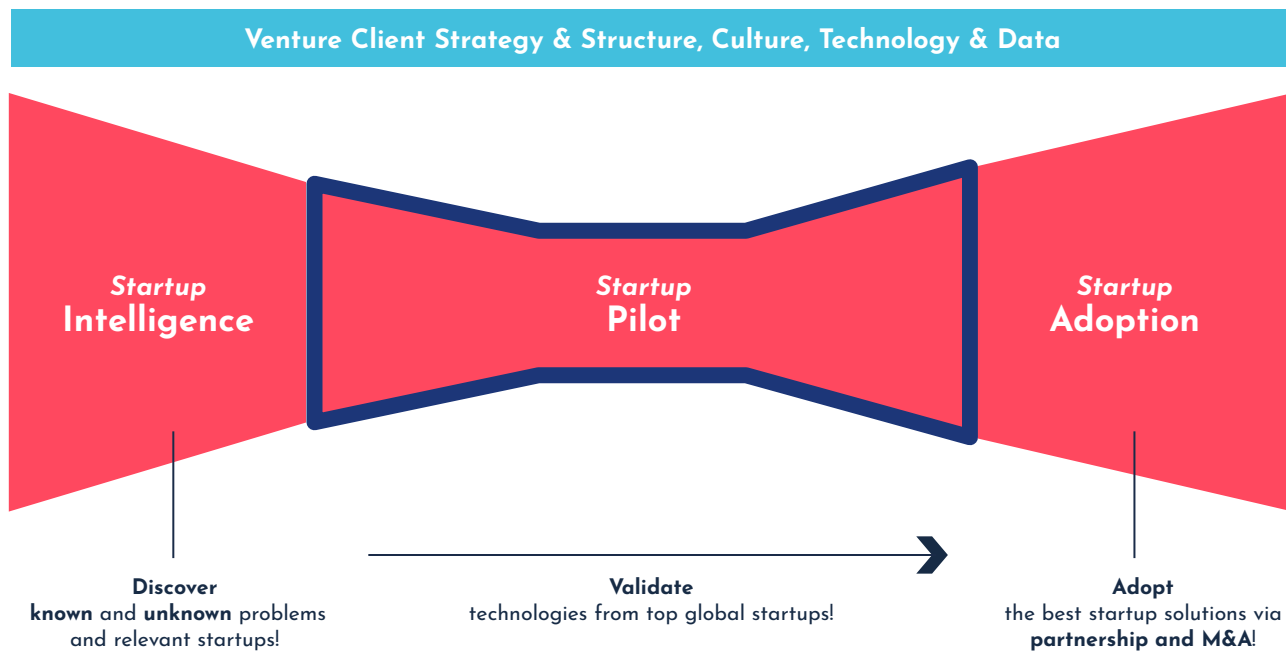 Venture Client Strategy & Structure, Culture, Technology & Data
Startup
Intelligence
Startup
Pilot
Startup
Adoption
Discover
known and unknown problems
and relevant startups!
Validate
technologies from top global startups!
Adopt
the best startup solutions via
partnership and M&A!